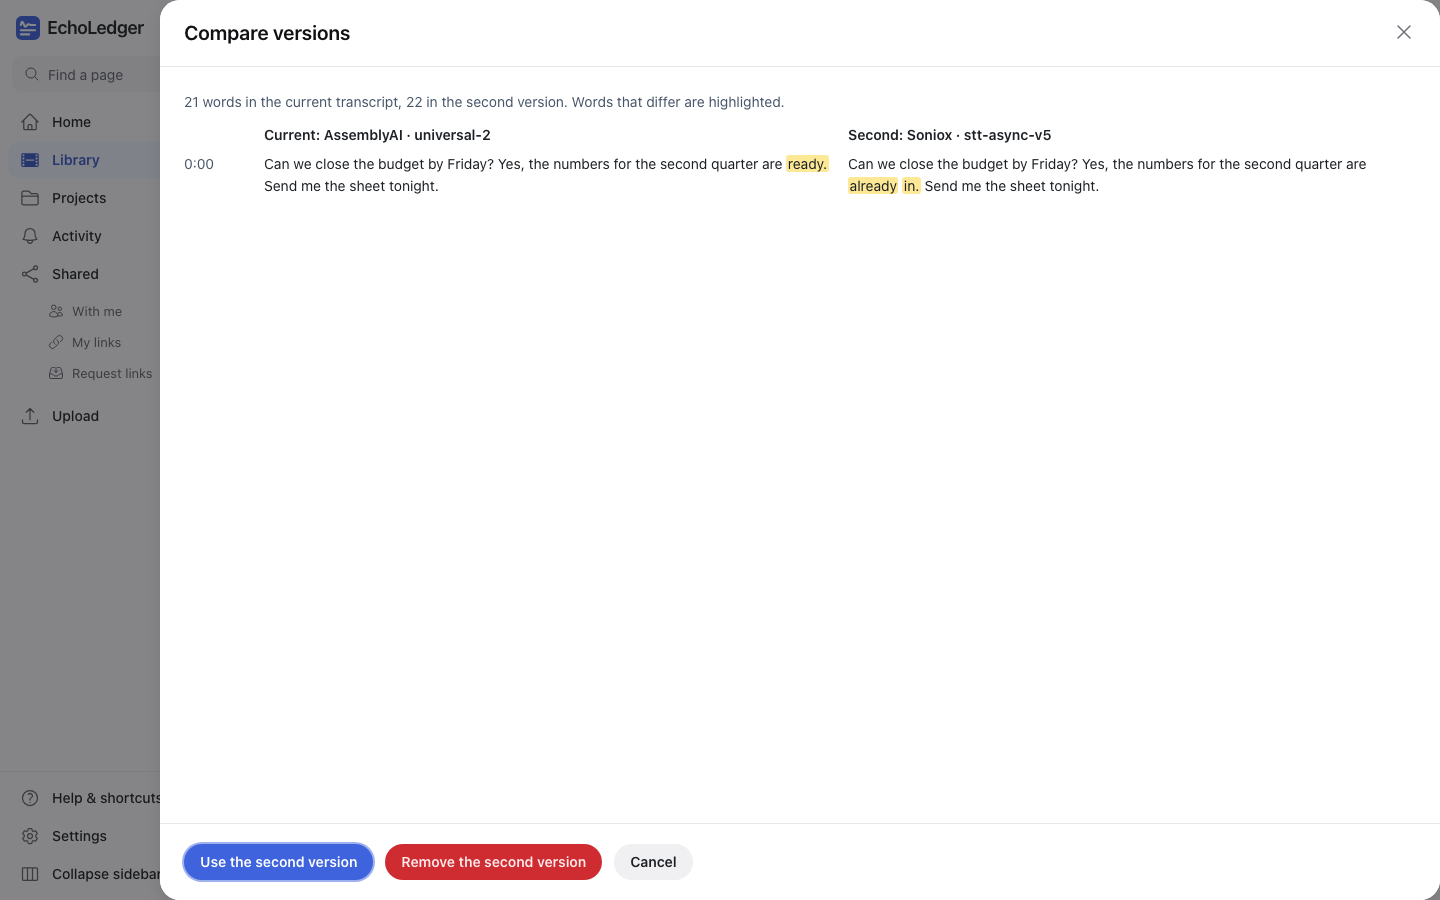 EchoLedger
Find a page
Home
Library
Projects
Activity
Shared
With me
My links
Request links
Upload
Help & shortcuts
Settings
Collapse sidebar
Compare versions
21 words in the current transcript, 22 in the second version. Words that differ are highlighted.
Current: AssemblyAI · universal-2
Second: Soniox · stt-async-v5
0:00
Can we close the budget by Friday? Yes, the numbers for the second quarter are ready.
Send me the sheet tonight.
Can we close the budget by Friday? Yes, the numbers for the second quarter are
already in. Send me the sheet tonight.
Use the second version
Remove the second version
Cancel